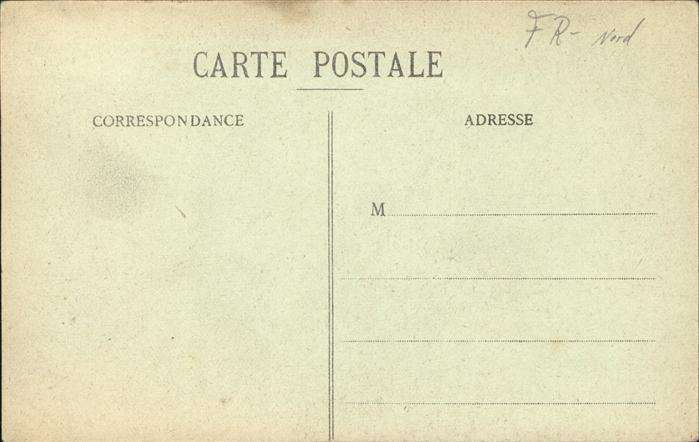 FR- Nord
CARTE POSTALE
CORRESPONDANCE
ADRESSE
M